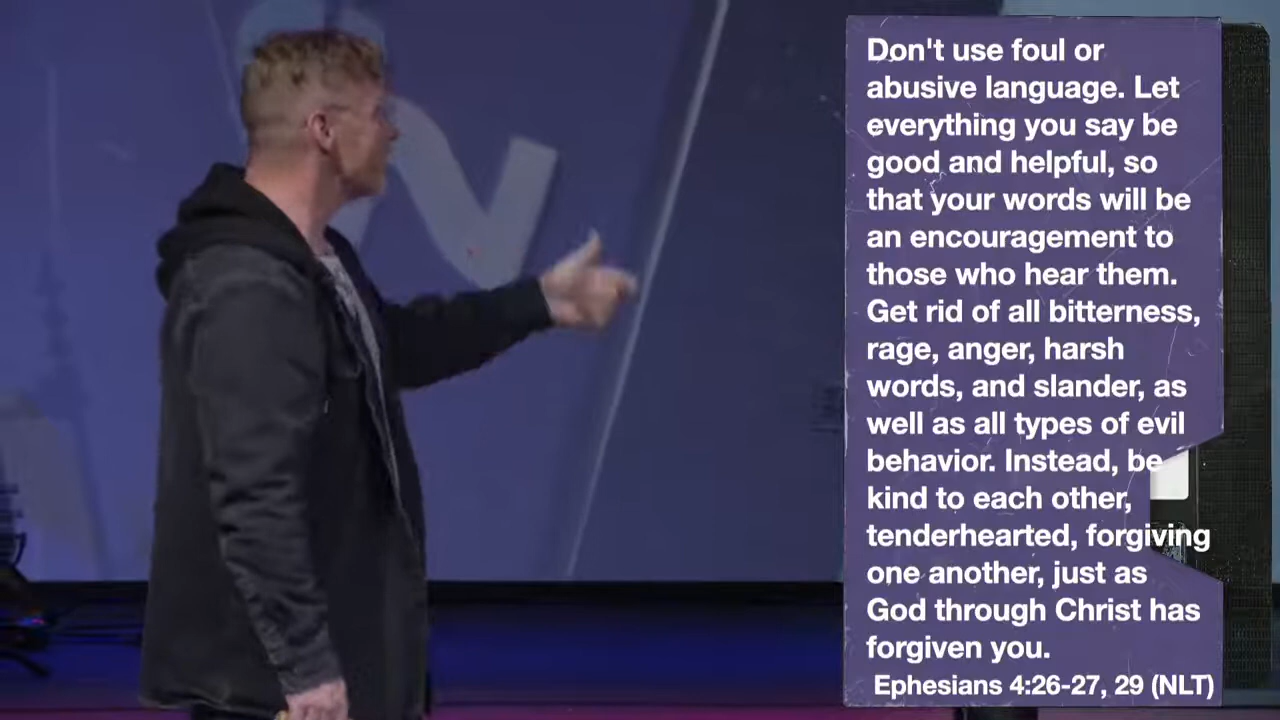 Don't use foul or
abusive language. Let
everything you say be
good and helpful, so
that your words will be
an encouragement to
those who hear them.
Get rid of all bitterness,
rage, anger, harsh
words, and slander, as
well as all types of evil
behavior. Instead, be
kind to each other,
tenderhearted, forgiving
one another, just as
God through Christ has
forgiven you.
Ephesians 4:26-27, 29 (NLT)